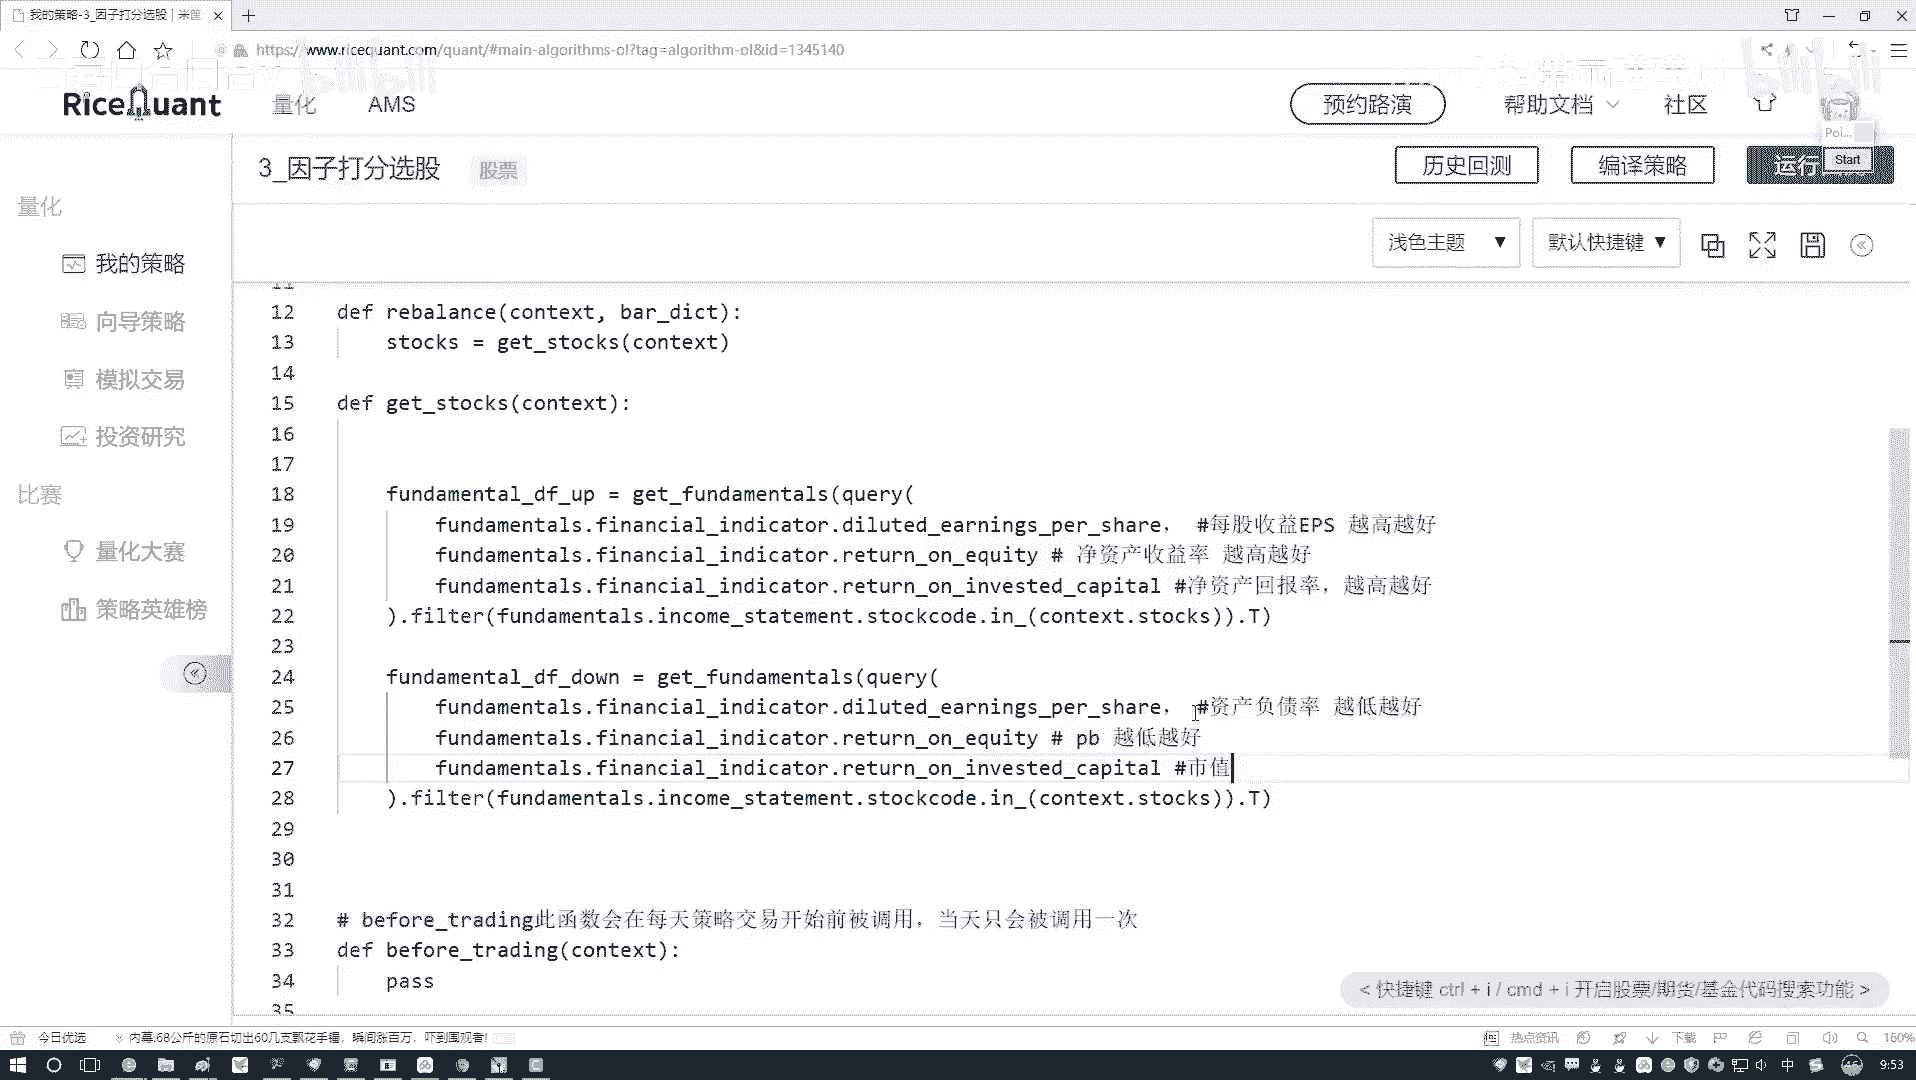 我的策略-3_因子打分选股 | 米筐
https://www.ricequant.com/quant/#main-algorithms-ol?tag=algorithm-ol&id=1345140
RiceQuant 量化 AMS 预约路演 帮助文档 社区
Poi...
Start
3_因子打分选股 股票 历史回测 编译策略 运行
浅色主题 ▼ 默认快捷键 ▼
量化
我的策略
向导策略
模拟交易
投资研究
比赛
量化大赛
策略英雄榜
11
12 def rebalance(context, bar_dict):
13 stocks = get_stocks(context)
14
15 def get_stocks(context):
16
17
18 fundamental_df_up = get_fundamentals(query(
19 fundamentals.financial_indicator.diluted_earnings_per_share， #每股收益EPS 越高越好
20 fundamentals.financial_indicator.return_on_equity # 净资产收益率 越高越好
21 fundamentals.financial_indicator.return_on_invested_capital #净资产回报率，越高越好
22 ).filter(fundamentals.income_statement.stockcode.in_(context.stocks)).T)
23
24 fundamental_df_down = get_fundamentals(query(
25 fundamentals.financial_indicator.diluted_earnings_per_share， #资产负债率 越低越好
26 fundamentals.financial_indicator.return_on_equity # pb 越低越好
27 fundamentals.financial_indicator.return_on_invested_capital #市值
28 ).filter(fundamentals.income_statement.stockcode.in_(context.stocks)).T)
29
30
31
32 # before_trading此函数会在每天策略交易开始前被调用，当天只会被调用一次
33 def before_trading(context):
34 pass
35
< 快捷键 ctrl + i / cmd + i 开启股票/期货/基金代码搜索功能 >
今日优选 内幕:68公斤的原石切出60几支飘花手镯，瞬间涨百万，吓到围观者! 热点资讯 下载 160%
中 46 9:53